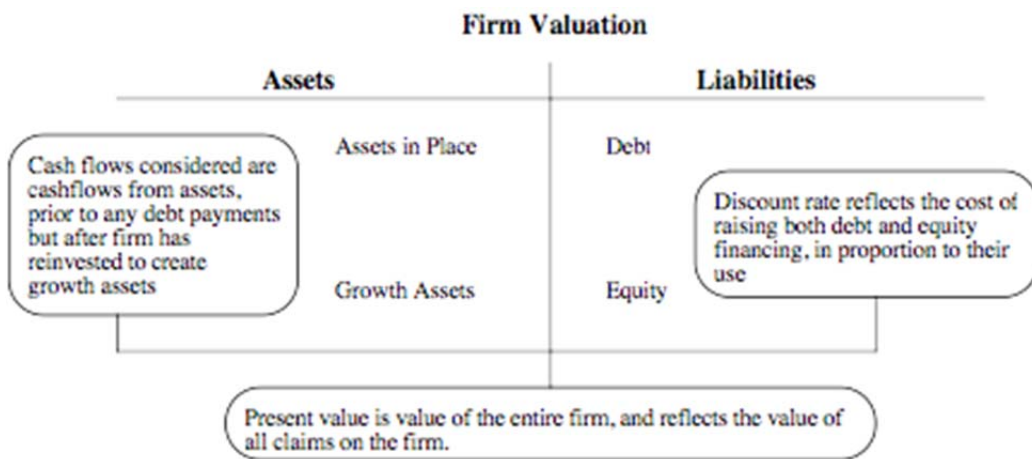 Firm Valuation
Assets
Liabilities
Assets in Place
Debt
Cash flows considered are
cashflows from assets,
prior to any debt payments
but after firm has
reinvested to create
growth assets
Discount rate reflects the cost of
raising both debt and equity
financing, in proportion to their
use
Growth Assets
Equity
Present value is value of the entire firm, and reflects the value of
all claims on the firm.